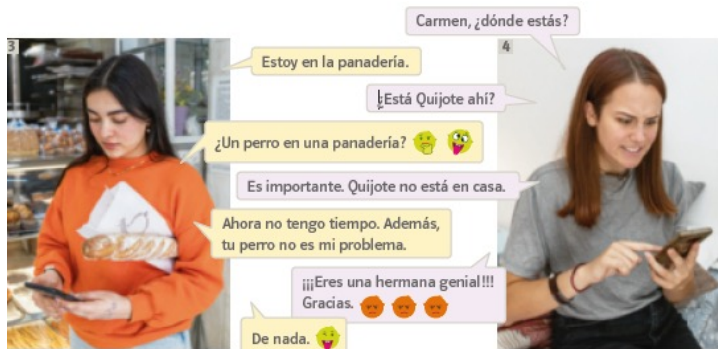 Carmen, ¿dónde estás?
3
4
Estoy en la panadería.
¿Está Quijote ahí?
¿Un perro en una panadería?
Es importante. Quijote no está en casa.
Ahora no tengo tiempo. Además,
tu perro no es mi problema.
¡¡¡Eres una hermana genial!!!
Gracias.
De nada.